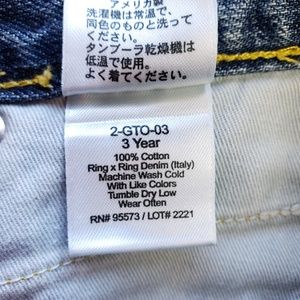 アメリカ製
洗濯機は常温で、
同色のものと洗って
ください。
タンブーラ乾燥機は
低温で使用。
よく着てください。
2-GTO-03
3 Year
100% Cotton
Ring x Ring Denim (Italy)
Machine Wash Cold
With Like Colors
Tumble Dry Low
Wear Often
RN# 95573 / LOT# 2221